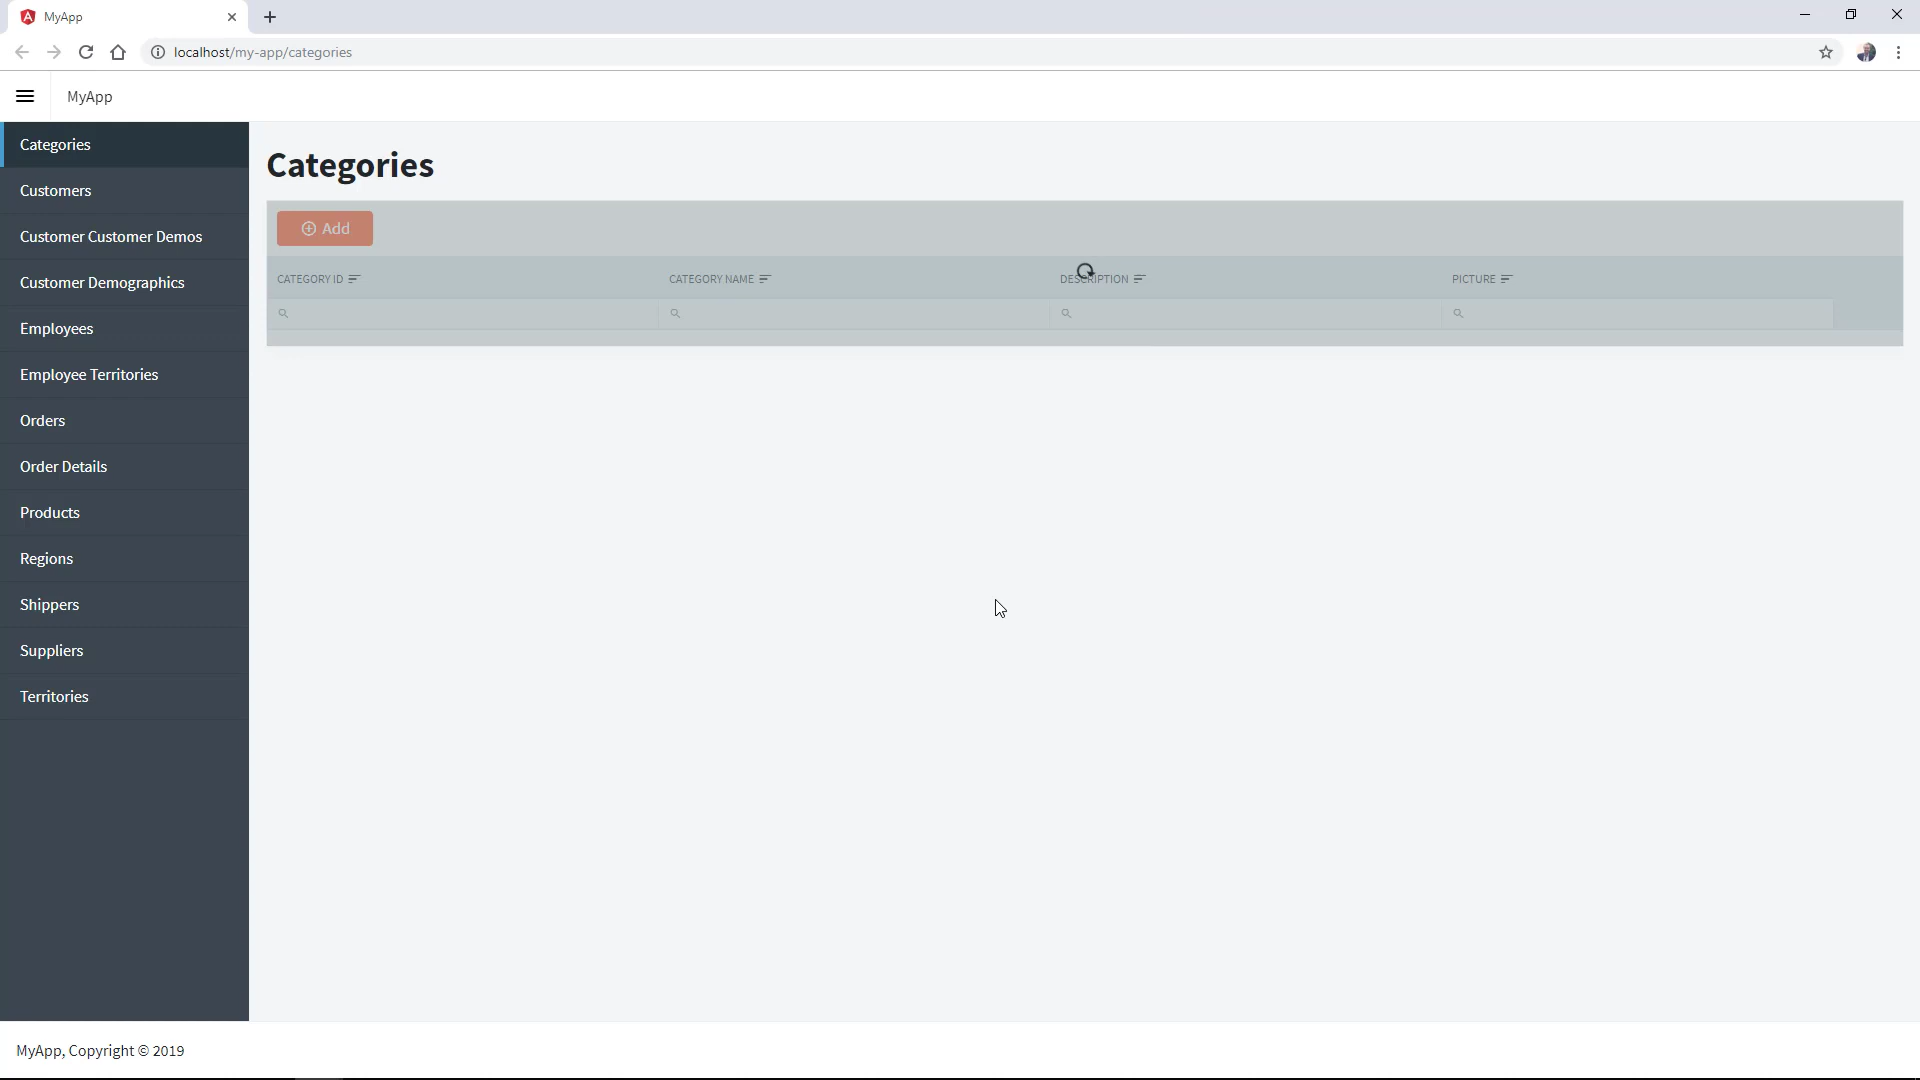 MyApp
localhost/my-app/categories
MyApp
Categories
Customers
Customer Customer Demos
Customer Demographics
Employees
Employee Territories
Orders
Order Details
Products
Regions
Shippers
Suppliers
Territories
Categories
Add
CATEGORY ID CATEGORY NAME DESCRIPTION PICTURE
MyApp, Copyright © 2019